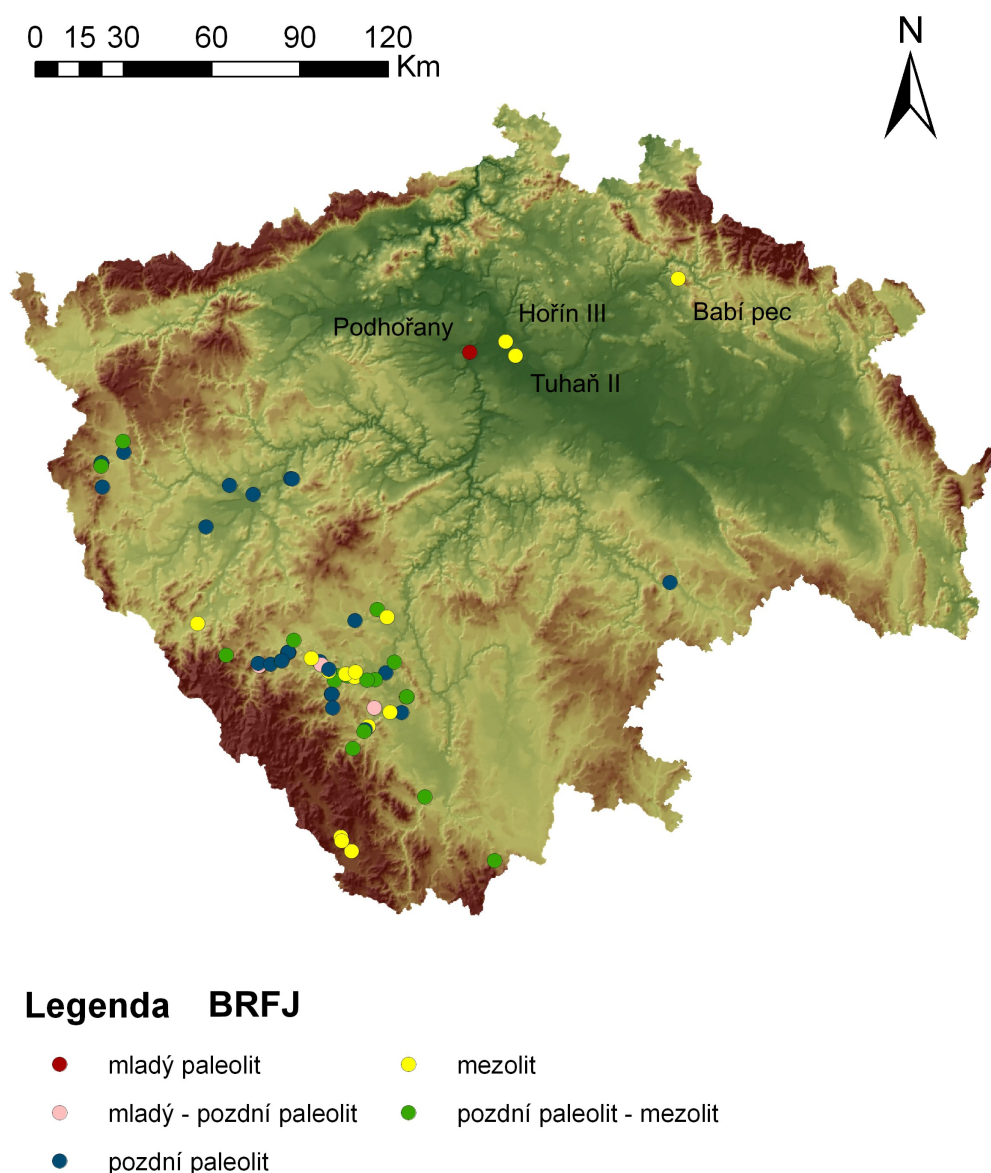 0 15 30 60 90 120
Km
N
Hořín III
Podhořany
Babí pec
Tuhaň II
Legenda BRFJ
mladý paleolit
mezolit
mladý - pozdní paleolit
pozdní paleolit - mezolit
pozdní paleolit